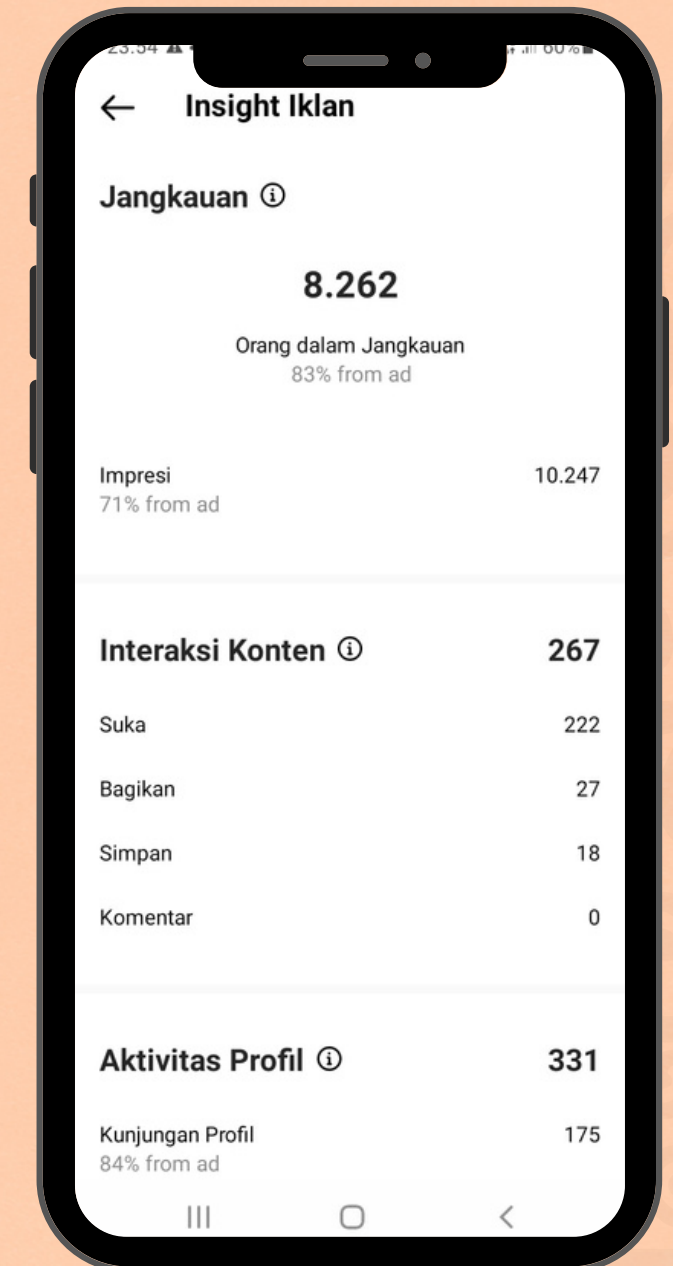 Insight Iklan
Jangkauan
8.262
Orang dalam Jangkauan
83% from ad
Impresi 10.247
71% from ad
Interaksi Konten 267
Suka 222
Bagikan 27
Simpan 18
Komentar 0
Aktivitas Profil 331
Kunjungan Profil 175
84% from ad